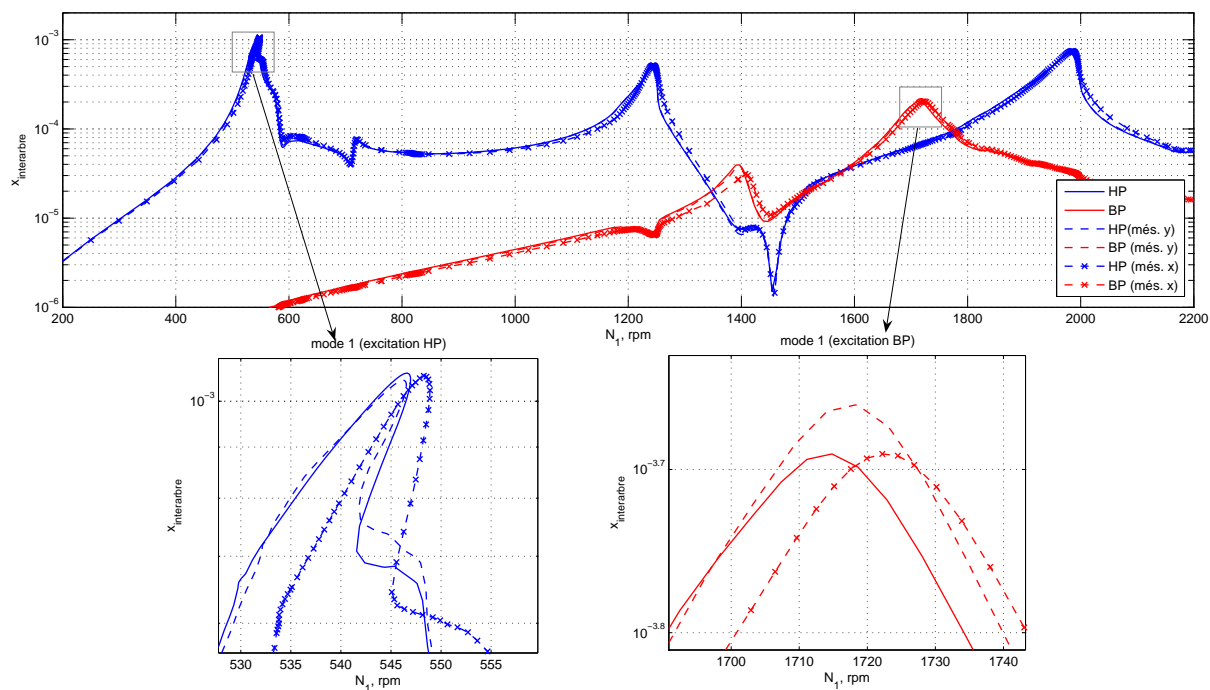 10^-3
10^-4
10^-5
10^-6
x_interarbre
200 400 600 800 1000 1200 1400 1600 1800 2000 2200
N_1, rpm
HP
BP
HP(més. y)
BP (més. y)
HP (més. x)
BP (més. x)
mode 1 (excitation HP)
10^-3
x_interarbre
530 535 540 545 550 555
N_1, rpm
mode 1 (excitation BP)
10^-3.7
10^-3.8
x_interarbre
1700 1710 1720 1730 1740
N_1, rpm